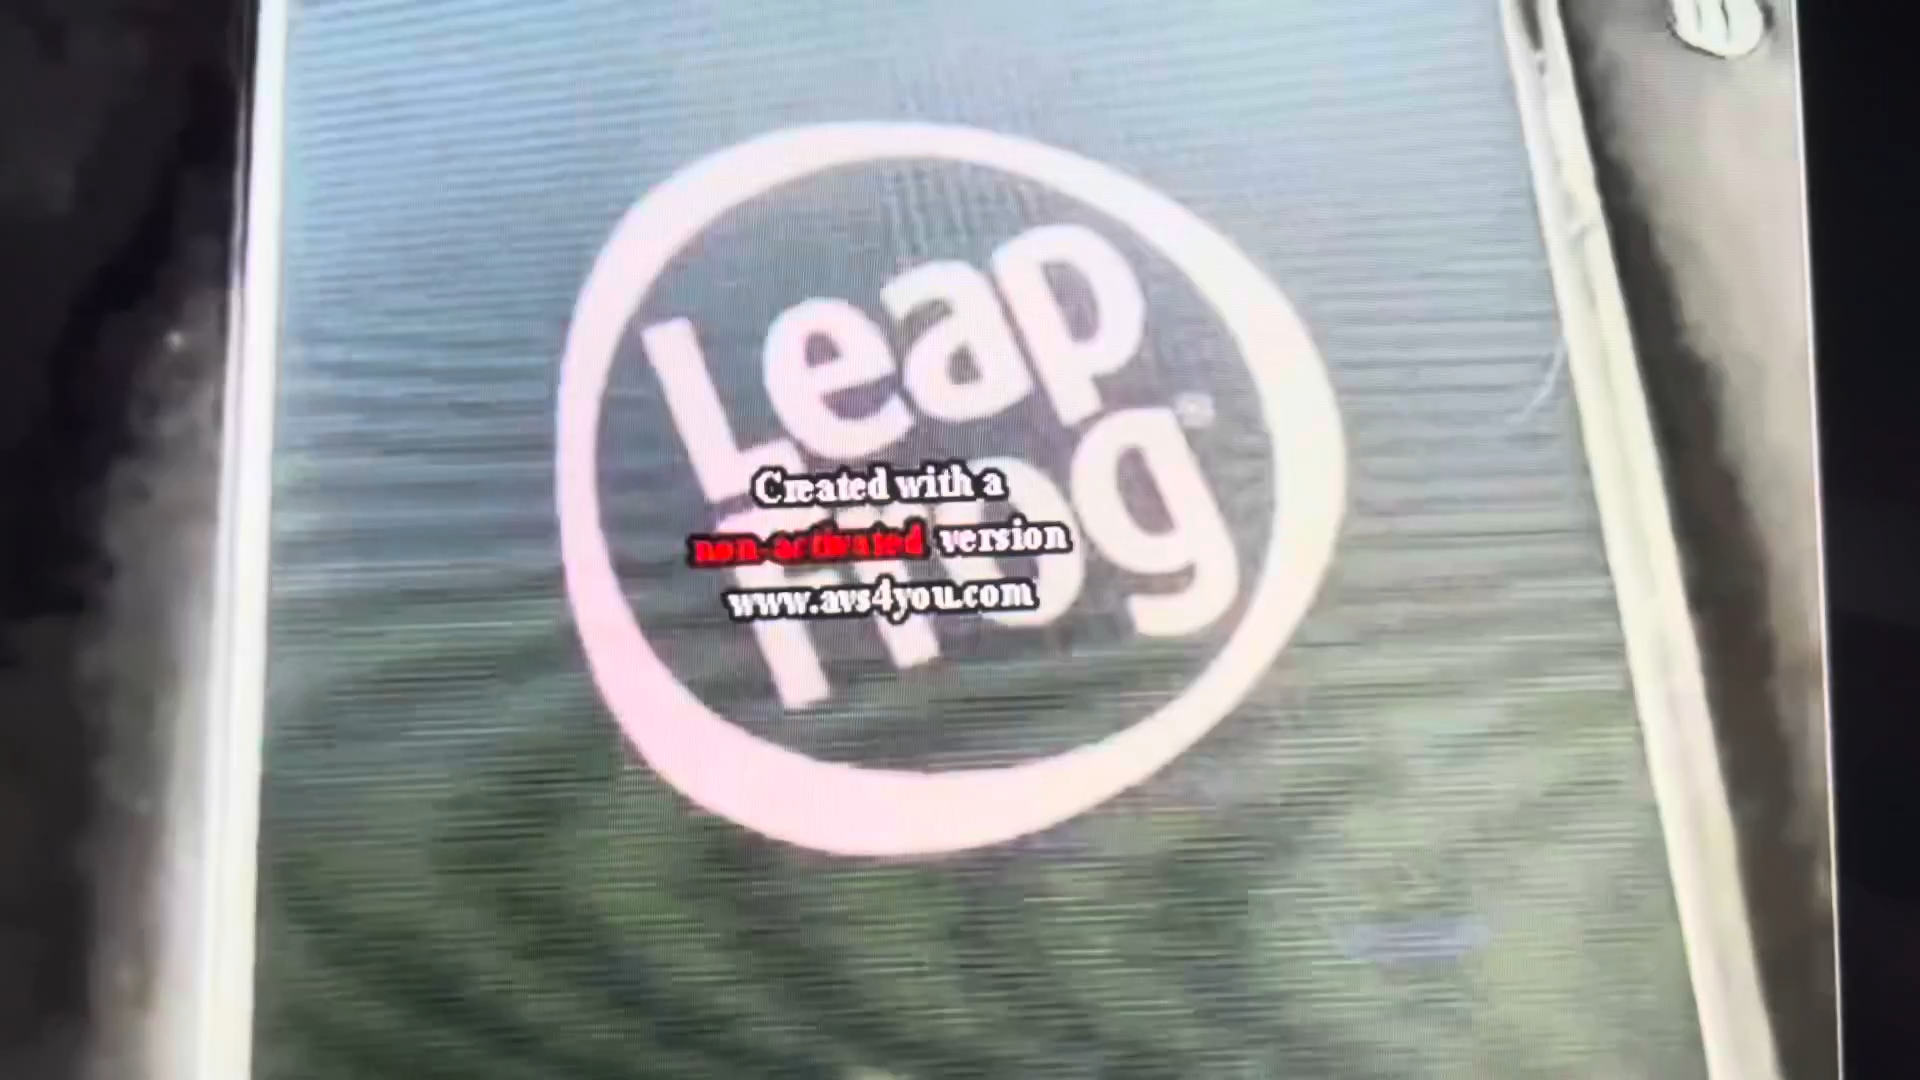 Leap
Frog
Created with a
non-activated version
www.avs4you.com